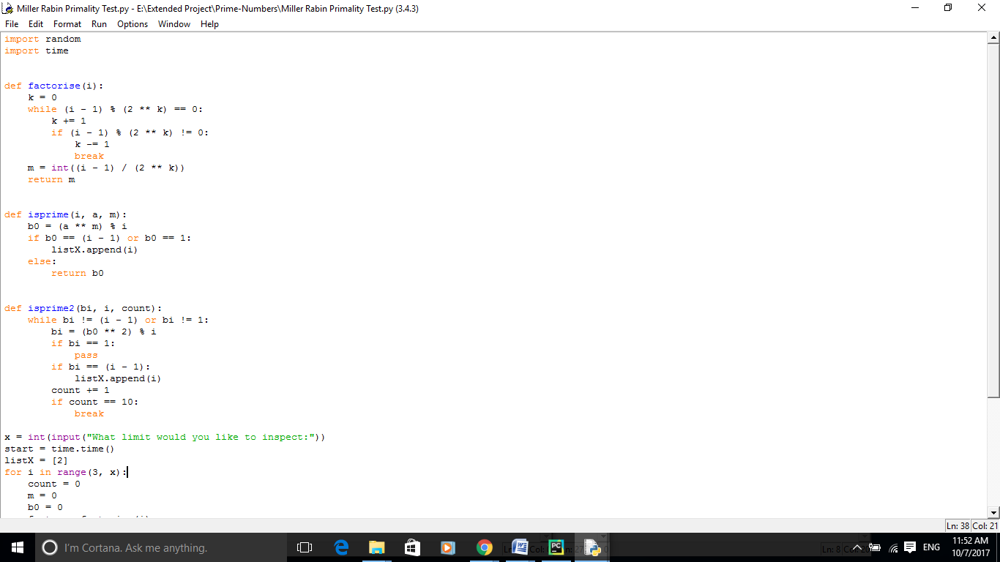 Miller Rabin Primality Test.py - E:\Extended Project\Prime-Numbers\Miller Rabin Primality Test.py (3.4.3)
File Edit Format Run Options Window Help
import random
import time
def factorise(i):
    k = 0
    while (i - 1) % (2 ** k) == 0:
        k += 1
        if (i - 1) % (2 ** k) != 0:
            k -= 1
            break
    m = int((i - 1) / (2 ** k))
    return m
def isprime(i, a, m):
    b0 = (a ** m) % i
    if b0 == (i - 1) or b0 == 1:
        listX.append(i)
    else:
        return b0
def isprime2(bi, i, count):
    while bi != (i - 1) or bi != 1:
        bi = (b0 ** 2) % i
        if bi == 1:
            pass
        if bi == (i - 1):
            listX.append(i)
        count += 1
        if count == 10:
            break
x = int(input("What limit would you like to inspect:"))
start = time.time()
listX = [2]
for i in range(3, x):
    count = 0
    m = 0
    b0 = 0
Ln: 38 Col: 21
I'm Cortana. Ask me anything.
ENG
11:52 AM
10/7/2017